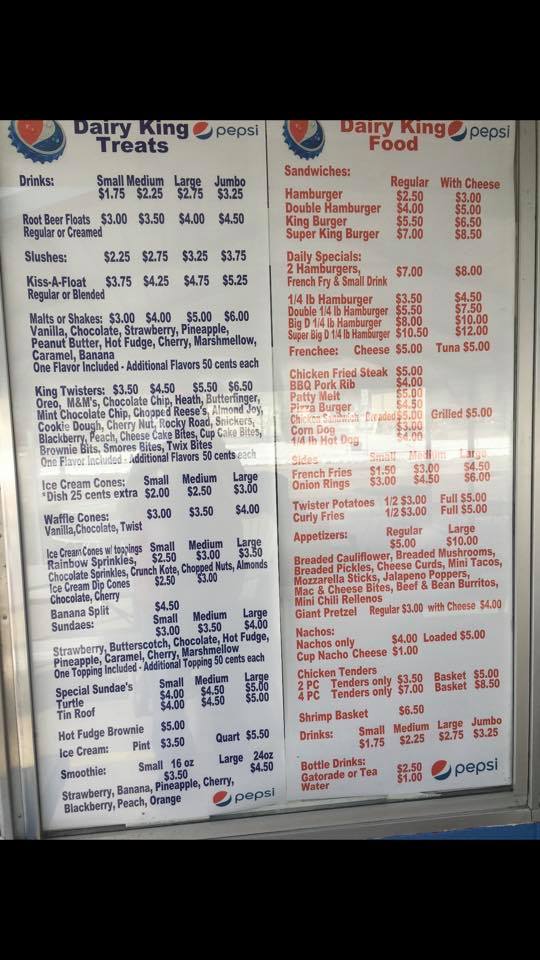 Dairy King pepsi
Treats
Drinks: Small Medium Large Jumbo
$1.75 $2.25 $2.75 $3.25
Root Beer Floats $3.00 $3.50 $4.00 $4.50
Regular or Creamed
Slushes: $2.25 $2.75 $3.25 $3.75
Kiss-A-Float $3.75 $4.25 $4.75 $5.25
Regular or Blended
Malts or Shakes: $3.00 $4.00 $5.00 $6.00
Vanilla, Chocolate, Strawberry, Pineapple,
Peanut Butter, Hot Fudge, Cherry, Marshmellow,
Caramel, Banana
One Flavor Included - Additional Flavors 50 cents each
King Twisters: $3.50 $4.50 $5.50 $6.50
Oreo, M&M's, Chocolate Chip, Heath, Butterfinger,
Mint Chocolate Chip, Chopped Reese's, Almond Joy,
Cookie Dough, Cherry Nut, Rocky Road, Snickers,
Blackberry, Peach, Cheese Cake Bites, Cup Cake Bites,
Brownie Bits, Smores Bites, Twix Bites
One Flavor Included - Additional Flavors 50 cents each
Ice Cream Cones: Small Medium Large
*Dish 25 cents extra $2.00 $2.50 $3.00
Waffle Cones: $3.00 $3.50 $4.00
Vanilla,Chocolate, Twist
Ice Cream Cones w/ toppings Small Medium Large
Rainbow Sprinkles, $2.50 $3.00 $3.50
Chocolate Sprinkles, Crunch Kote, Chopped Nuts, Almonds
Ice Cream Dip Cones $2.50 $3.00
Chocolate, Cherry
Banana Split $4.50
Sundaes: Small Medium Large
$3.00 $3.50 $4.00
Strawberry, Butterscotch, Chocolate, Hot Fudge,
Pineapple, Caramel, Cherry, Marshmellow
One Topping Included - Additional Topping 50 cents each
Special Sundae's Small Medium Large
Turtle $4.00 $4.50 $5.00
Tin Roof $4.00 $4.50 $5.00
Hot Fudge Brownie $5.00
Ice Cream: Pint $3.50 Quart $5.50
Smoothie: Small 16 oz Large 24oz
$3.50 $4.50
Strawberry, Banana, Pineapple, Cherry,
Blackberry, Peach, Orange
pepsi
Dairy King pepsi
Food
Sandwiches:
Regular With Cheese
Hamburger $2.50 $3.00
Double Hamburger $4.00 $5.00
King Burger $5.50 $6.50
Super King Burger $7.00 $8.50
Daily Specials:
2 Hamburgers, $7.00 $8.00
French Fry & Small Drink
1/4 lb Hamburger $3.50 $4.50
Double 1/4 lb Hamburger $5.50 $7.50
Big D 1/4 lb Hamburger $8.00 $10.00
Super Big D 1/4 lb Hamburger $10.50 $12.00
Frenchee: Cheese $5.00 Tuna $5.00
Chicken Fried Steak $5.00
BBQ Pork Rib $4.00
Patty Melt $5.00
Pizza Burger $4.50
Chicken Sandwich - Breaded $5.00 Grilled $5.00
Corn Dog $3.00
1/4 lb Hot Dog $4.00
Sides Small Medium Large
French Fries $1.50 $3.00 $4.50
Onion Rings $3.00 $4.50 $6.00
Twister Potatoes 1/2 $3.00 Full $5.00
Curly Fries 1/2 $3.00 Full $5.00
Appetizers: Regular Large
$5.00 $10.00
Breaded Cauliflower, Breaded Mushrooms,
Breaded Pickles, Cheese Curds, Mini Tacos,
Mozzarella Sticks, Jalapeno Poppers,
Mac & Cheese Bites, Beef & Bean Burritos,
Mini Chili Rellenos
Giant Pretzel Regular $3.00 with Cheese $4.00
Nachos:
Nachos only $4.00 Loaded $5.00
Cup Nacho Cheese $1.00
Chicken Tenders
2 PC Tenders only $3.50 Basket $5.00
4 PC Tenders only $7.00 Basket $8.50
Shrimp Basket $6.50
Drinks: Small Medium Large Jumbo
$1.75 $2.25 $2.75 $3.25
Bottle Drinks:
Gatorade or Tea $2.50
Water $1.00
pepsi